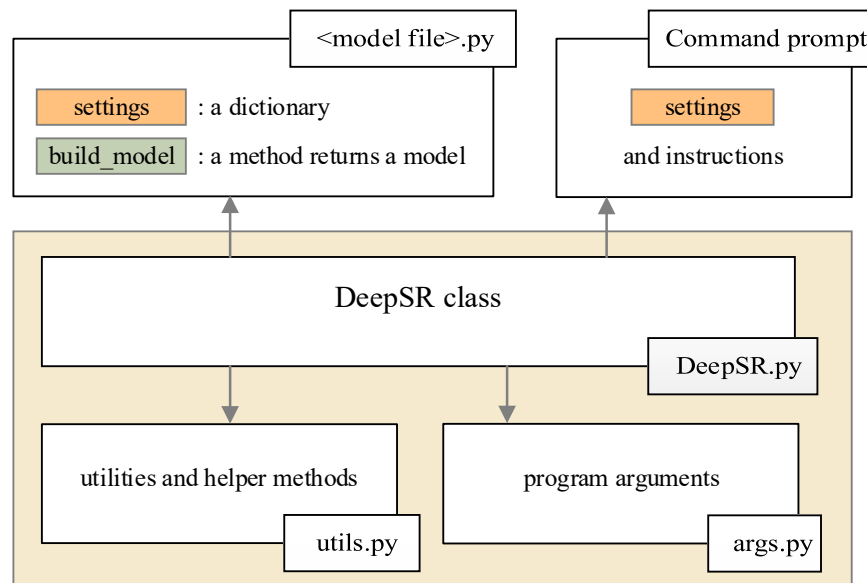 <model file>.py
settings : a dictionary
build_model : a method returns a model
Command prompt
settings
and instructions
DeepSR class
DeepSR.py
utilities and helper methods
utils.py
program arguments
args.py